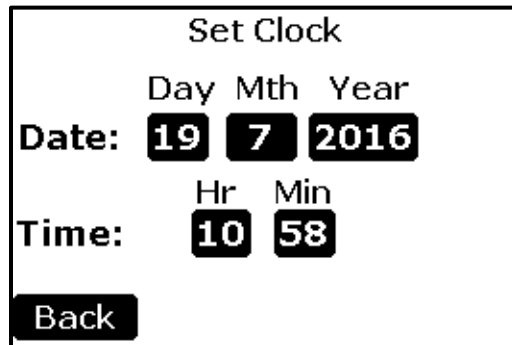 Set Clock
Day Mth Year
Date: 19 7 2016
Hr Min
Time: 10 58
Back